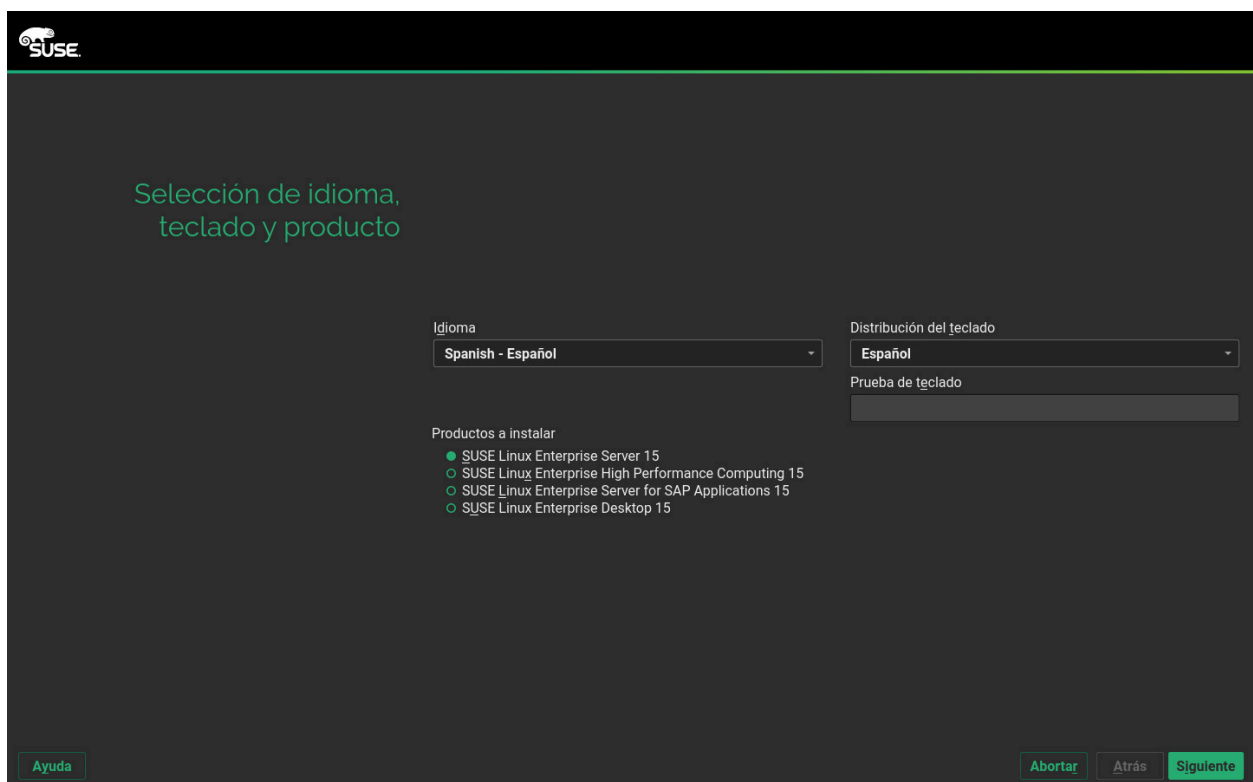 SUSE.
Selección de idioma,
teclado y producto
Idioma
Spanish - Español
Distribución del teclado
Español
Prueba de teclado
Productos a instalar
SUSE Linux Enterprise Server 15
SUSE Linux Enterprise High Performance Computing 15
SUSE Linux Enterprise Server for SAP Applications 15
SUSE Linux Enterprise Desktop 15
Ayuda
Abortar
Atrás
Siguiente